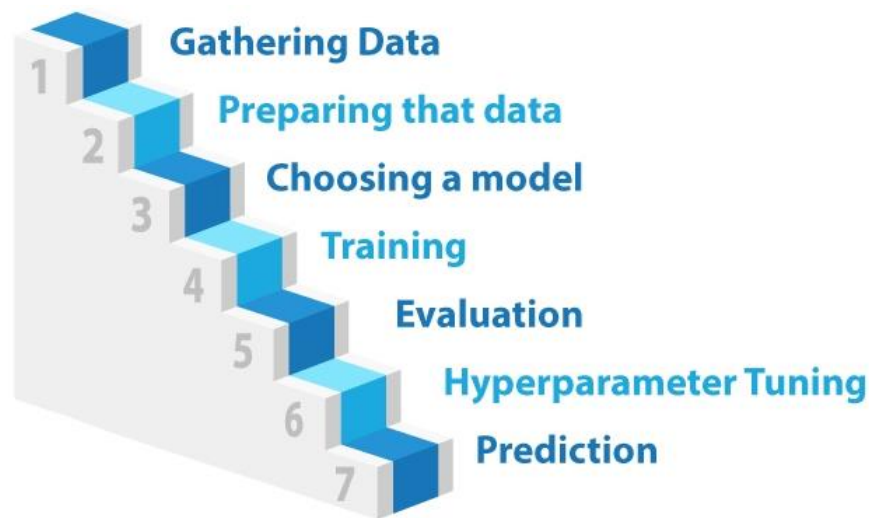 1 Gathering Data
2 Preparing that data
3 Choosing a model
4 Training
5 Evaluation
6 Hyperparameter Tuning
7 Prediction